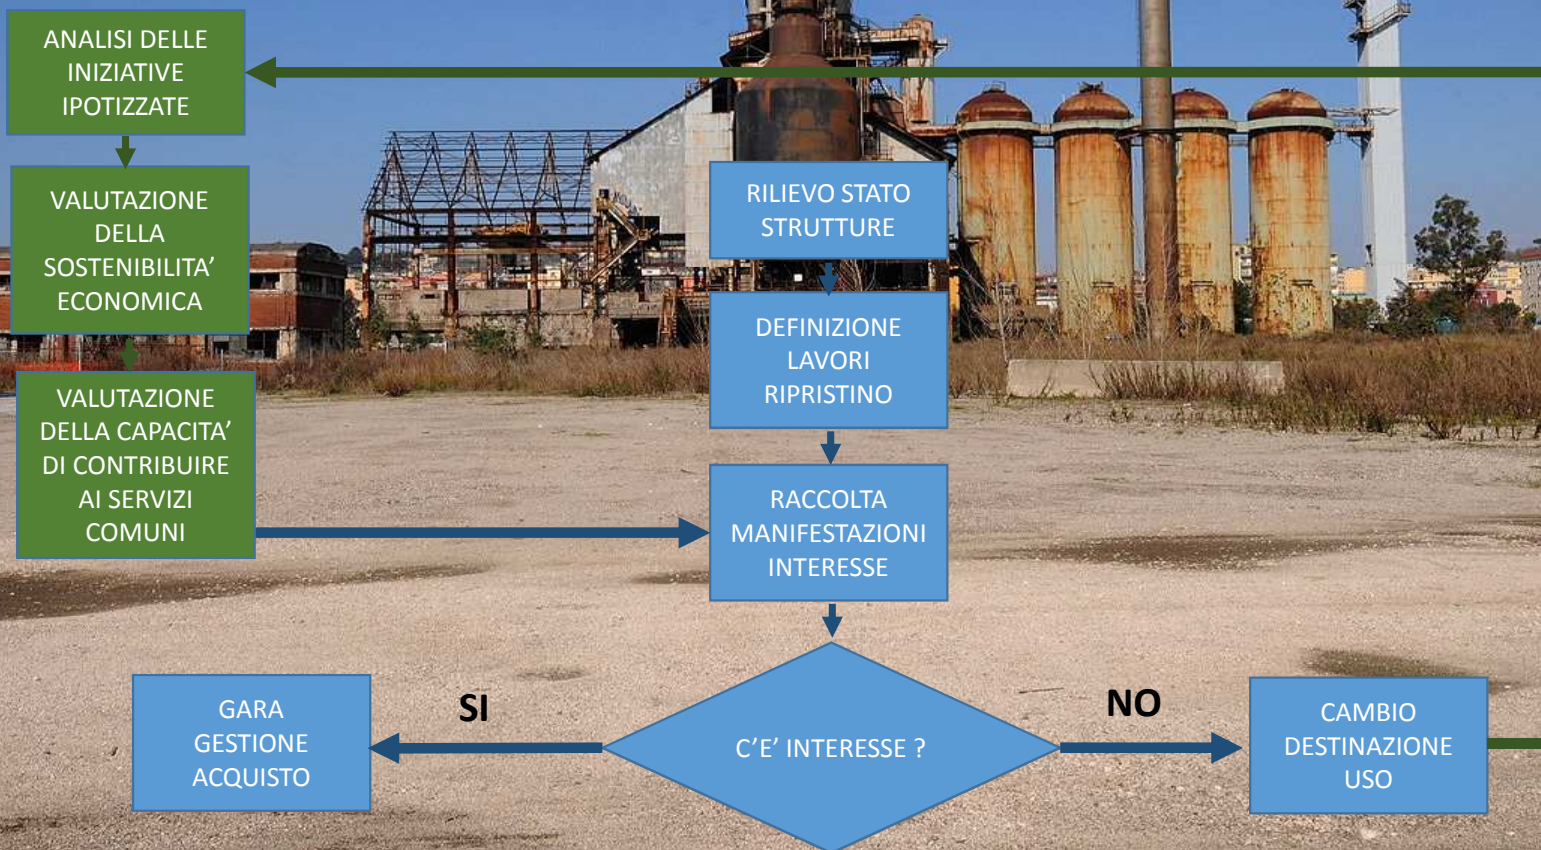 ANALISI DELLE
INIZIATIVE
IPOTIZZATE
VALUTAZIONE
DELLA
SOSTENIBILITA’
ECONOMICA
VALUTAZIONE
DELLA CAPACITA’
DI CONTRIBUIRE
AI SERVIZI
COMUNI
RILIEVO STATO
STRUTTURE
DEFINIZIONE
LAVORI
RIPRISTINO
RACCOLTA
MANIFESTAZIONI
INTERESSE
C’E’ INTERESSE ?
SI
GARA
GESTIONE
ACQUISTO
NO
CAMBIO
DESTINAZIONE
USO